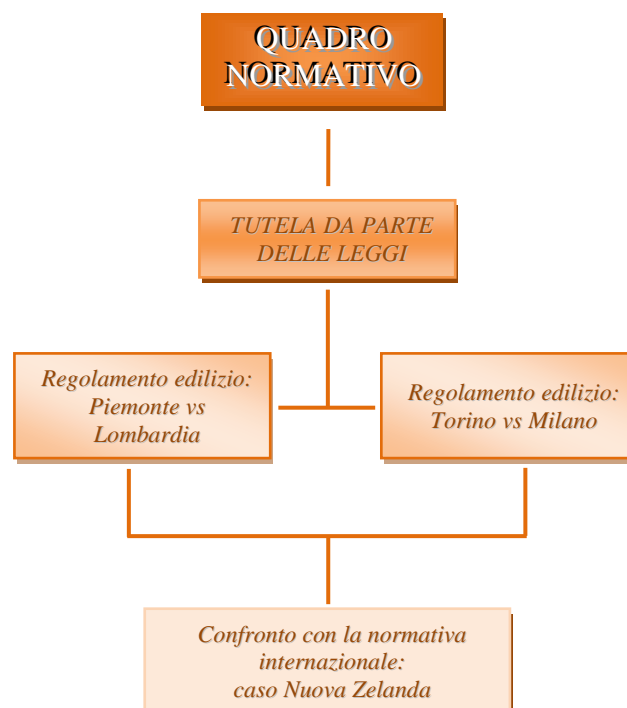 QUADRO
NORMATIVO
TUTELA DA PARTE
DELLE LEGGI
Regolamento edilizio:
Piemonte vs
Lombardia
Regolamento edilizio:
Torino vs Milano
Confronto con la normativa
internazionale:
caso Nuova Zelanda